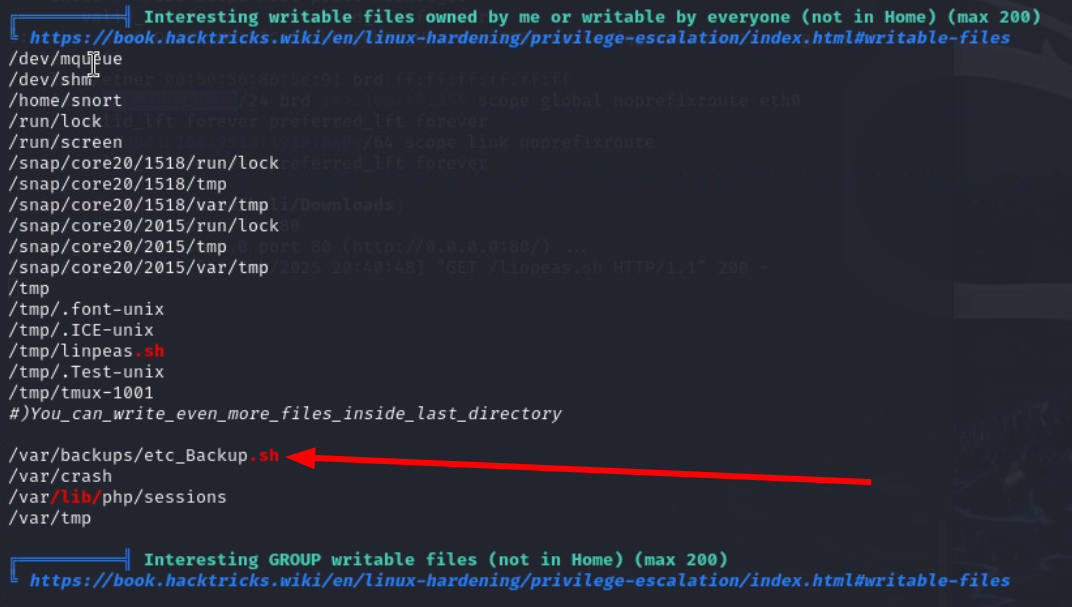 Interesting writable files owned by me or writable by everyone (not in Home) (max 200)
https://book.hacktricks.wiki/en/linux-hardening/privilege-escalation/index.html#writable-files
/dev/mqueue
/dev/shm
/home/snort
/run/lock
/run/screen
/snap/core20/1518/run/lock
/snap/core20/1518/tmp
/snap/core20/1518/var/tmp
/snap/core20/2015/run/lock
/snap/core20/2015/tmp
/snap/core20/2015/var/tmp
/tmp
/tmp/.font-unix
/tmp/.ICE-unix
/tmp/linpeas.sh
/tmp/.Test-unix
/tmp/tmux-1001
#)You_can_write_even_more_files_inside_last_directory
/var/backups/etc_Backup.sh
/var/crash
/var/lib/php/sessions
/var/tmp
Interesting GROUP writable files (not in Home) (max 200)
https://book.hacktricks.wiki/en/linux-hardening/privilege-escalation/index.html#writable-files